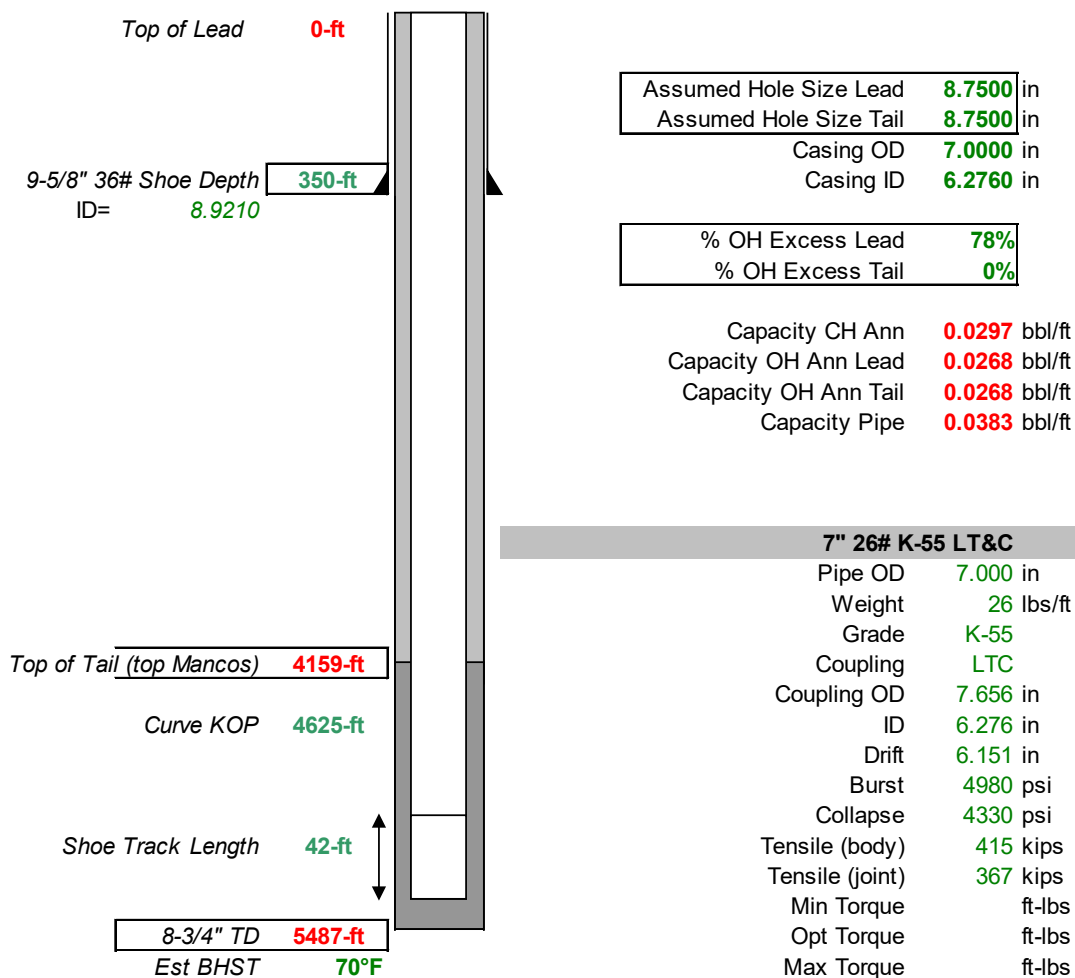 Top of Lead 0-ft
9-5/8" 36# Shoe Depth 350-ft
ID= 8.9210
Top of Tail (top Mancos) 4159-ft
Curve KOP 4625-ft
Shoe Track Length 42-ft
8-3/4" TD 5487-ft
Est BHST 70°F
Assumed Hole Size Lead 8.7500 in
Assumed Hole Size Tail 8.7500 in
Casing OD 7.0000 in
Casing ID 6.2760 in
% OH Excess Lead 78%
% OH Excess Tail 0%
Capacity CH Ann 0.0297 bbl/ft
Capacity OH Ann Lead 0.0268 bbl/ft
Capacity OH Ann Tail 0.0268 bbl/ft
Capacity Pipe 0.0383 bbl/ft
7" 26# K-55 LT&C
Pipe OD 7.000 in
Weight 26 lbs/ft
Grade K-55
Coupling LTC
Coupling OD 7.656 in
ID 6.276 in
Drift 6.151 in
Burst 4980 psi
Collapse 4330 psi
Tensile (body) 415 kips
Tensile (joint) 367 kips
Min Torque ft-lbs
Opt Torque ft-lbs
Max Torque ft-lbs